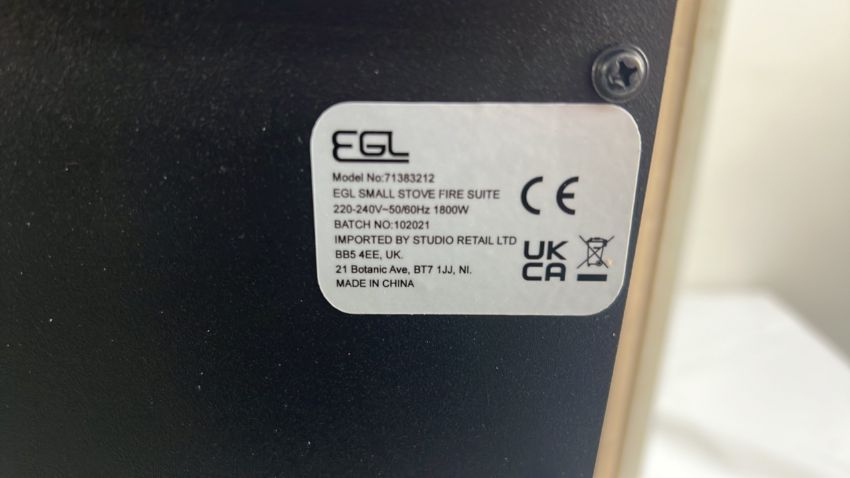 EGL
Model No:71383212
EGL SMALL STOVE FIRE SUITE
220-240V~50/60Hz 1800W
BATCH NO:102021
IMPORTED BY STUDIO RETAIL LTD
BB5 4EE, UK.
21 Botanic Ave, BT7 1JJ, NI.
MADE IN CHINA
CE
UK
CA